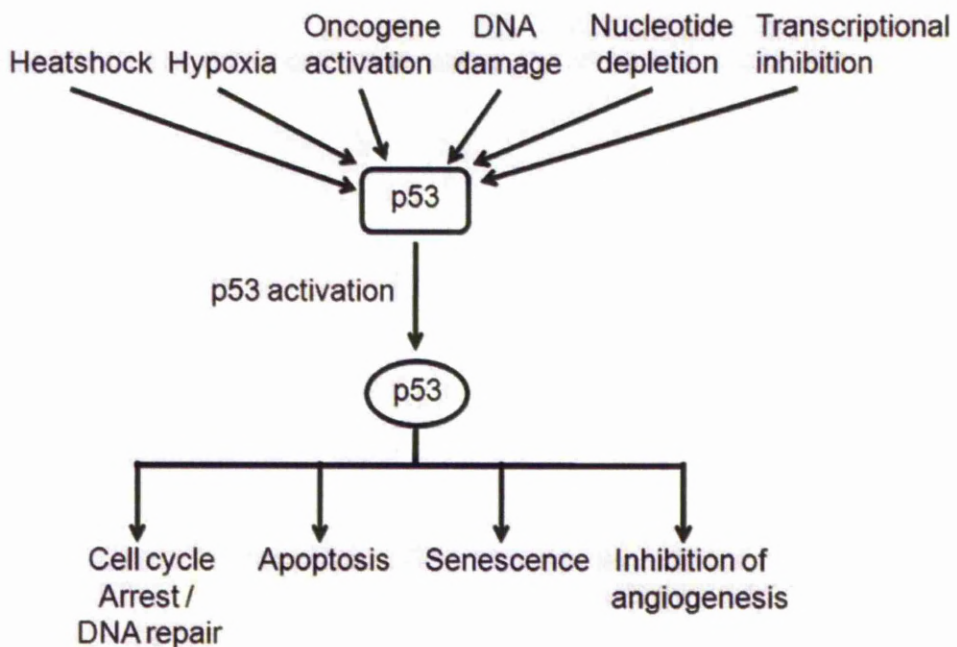 Heatshock
Hypoxia
Oncogene
activation
DNA
damage
Nucleotide
depletion
Transcriptional
inhibition
p53
p53 activation
p53
Cell cycle
Arrest /
DNA repair
Apoptosis
Senescence
Inhibition of
angiogenesis